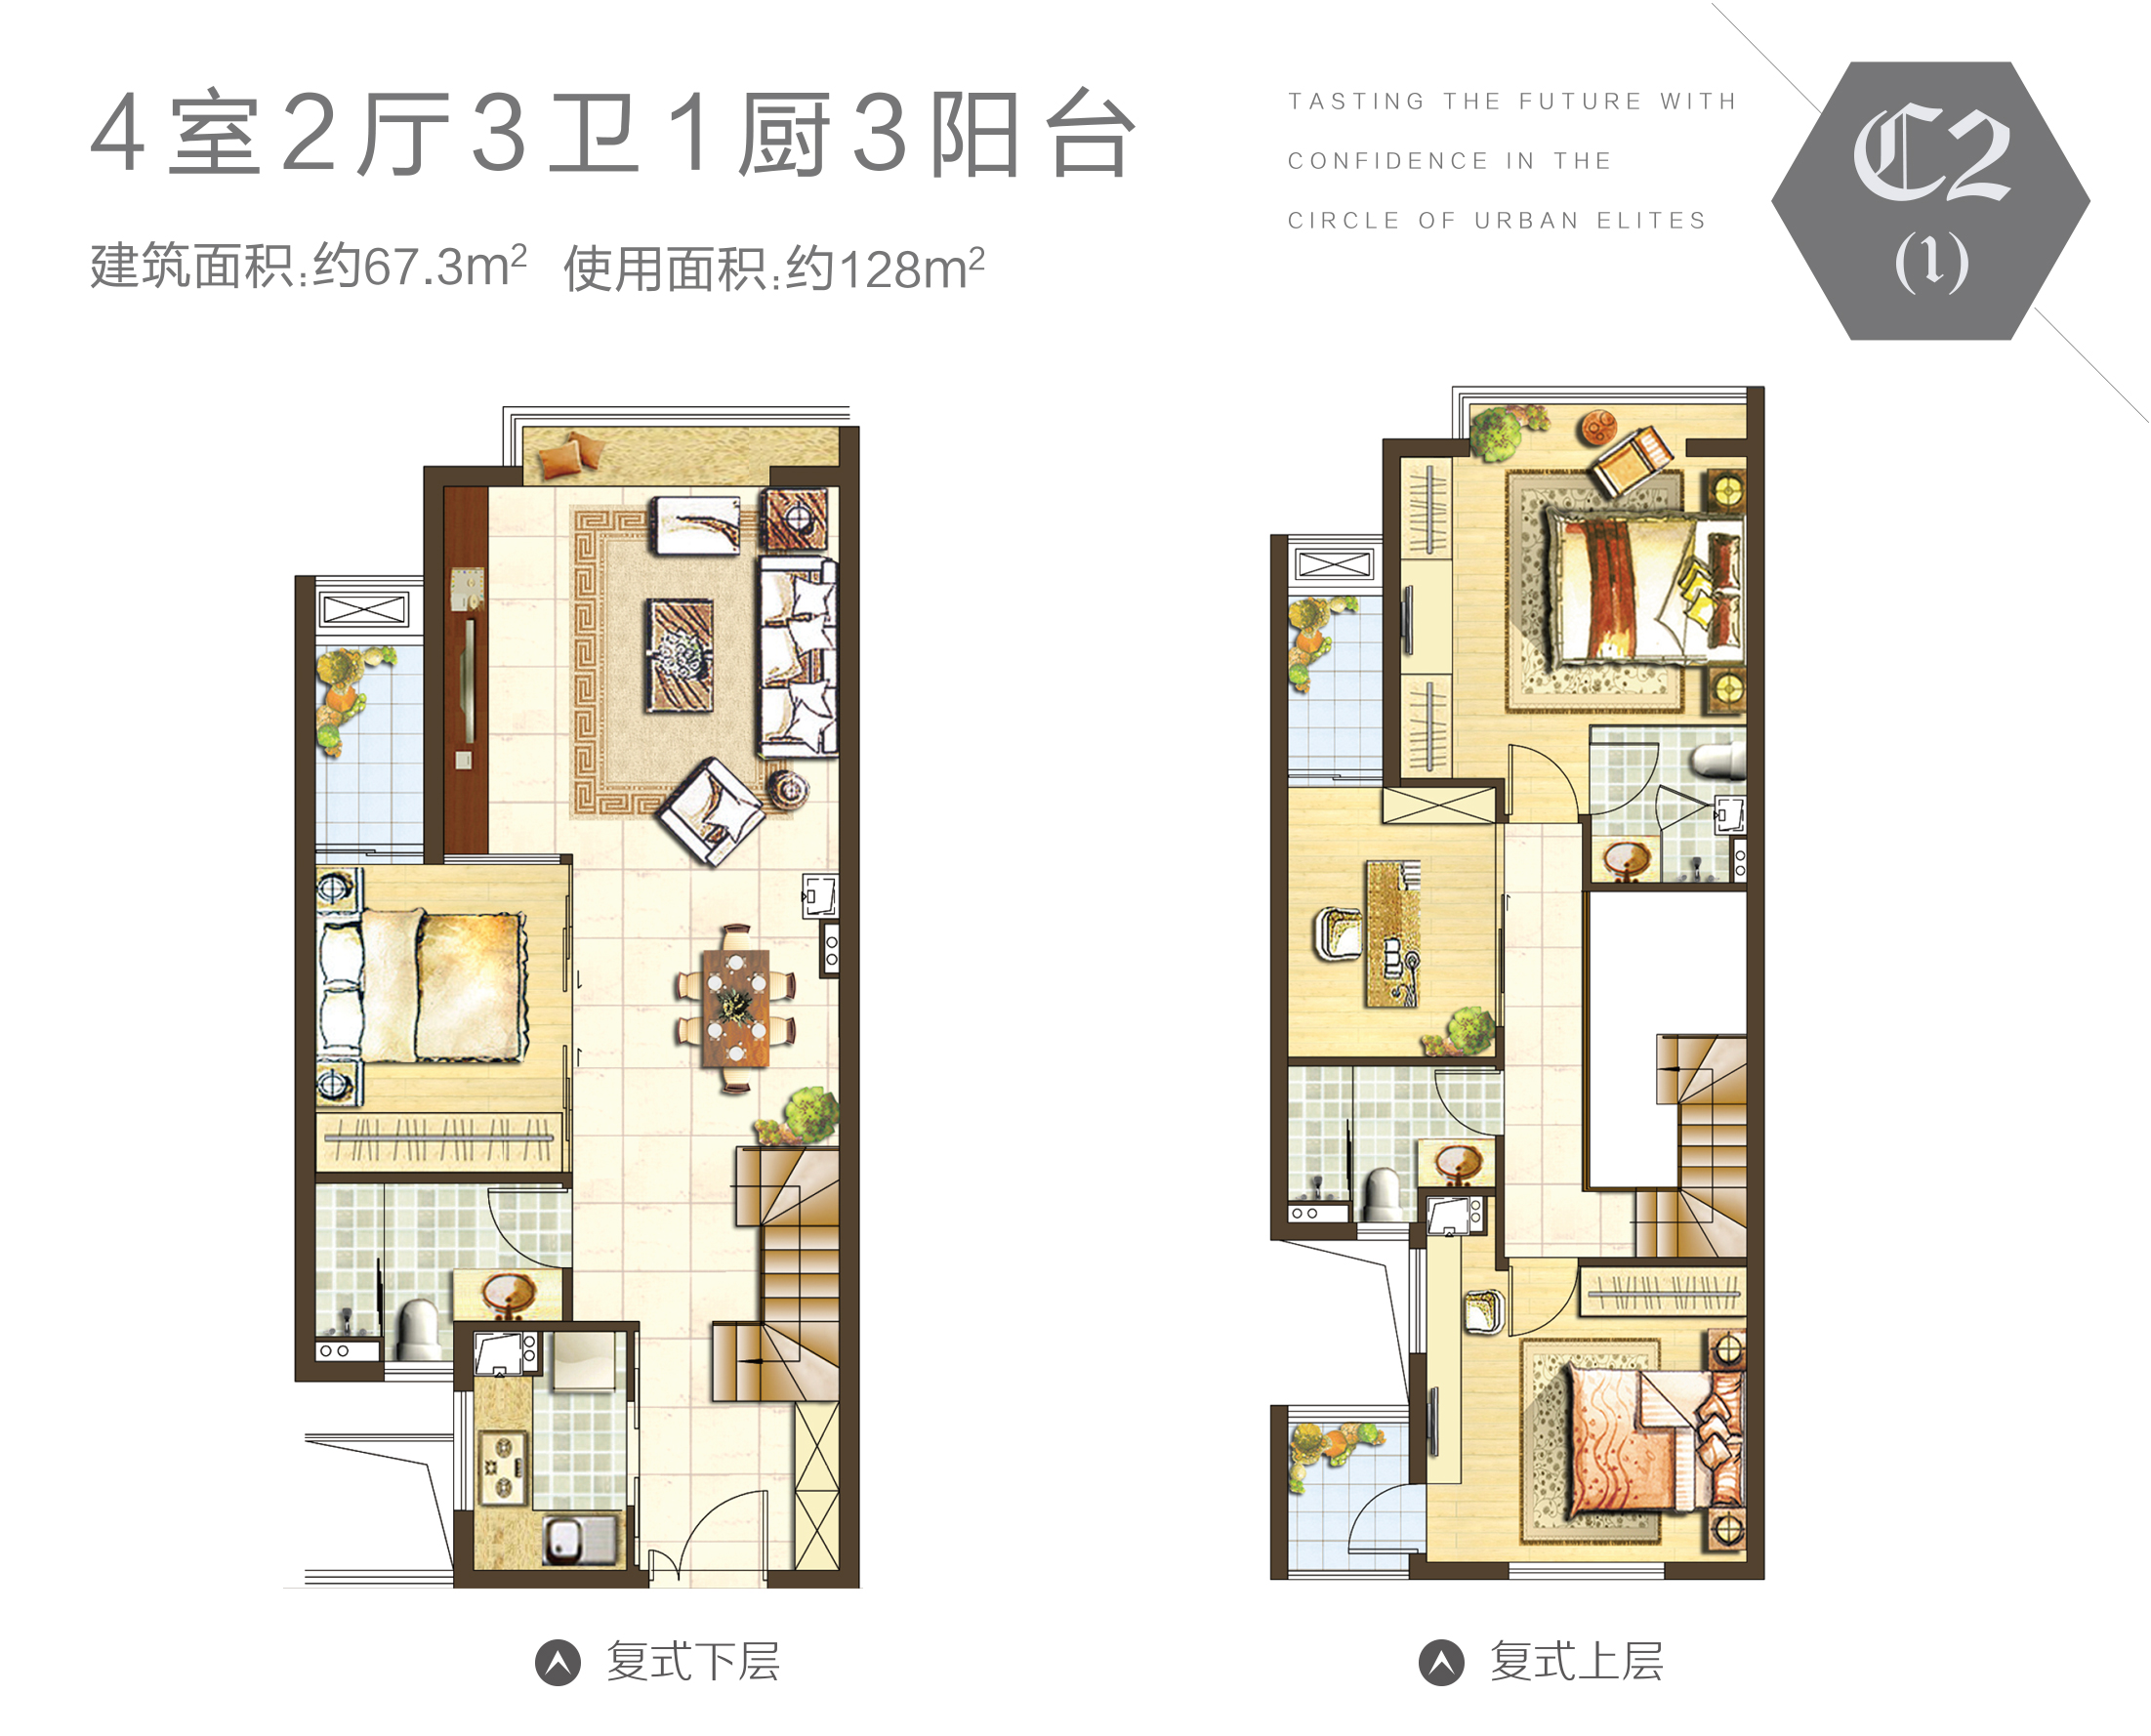 4室2厅3卫1厨3阳台
建筑面积:约67.3m² 使用面积:约128m²
TASTING THE FUTURE WITH
CONFIDENCE IN THE
CIRCLE OF URBAN ELITES
C2
(1)
复式下层
复式上层